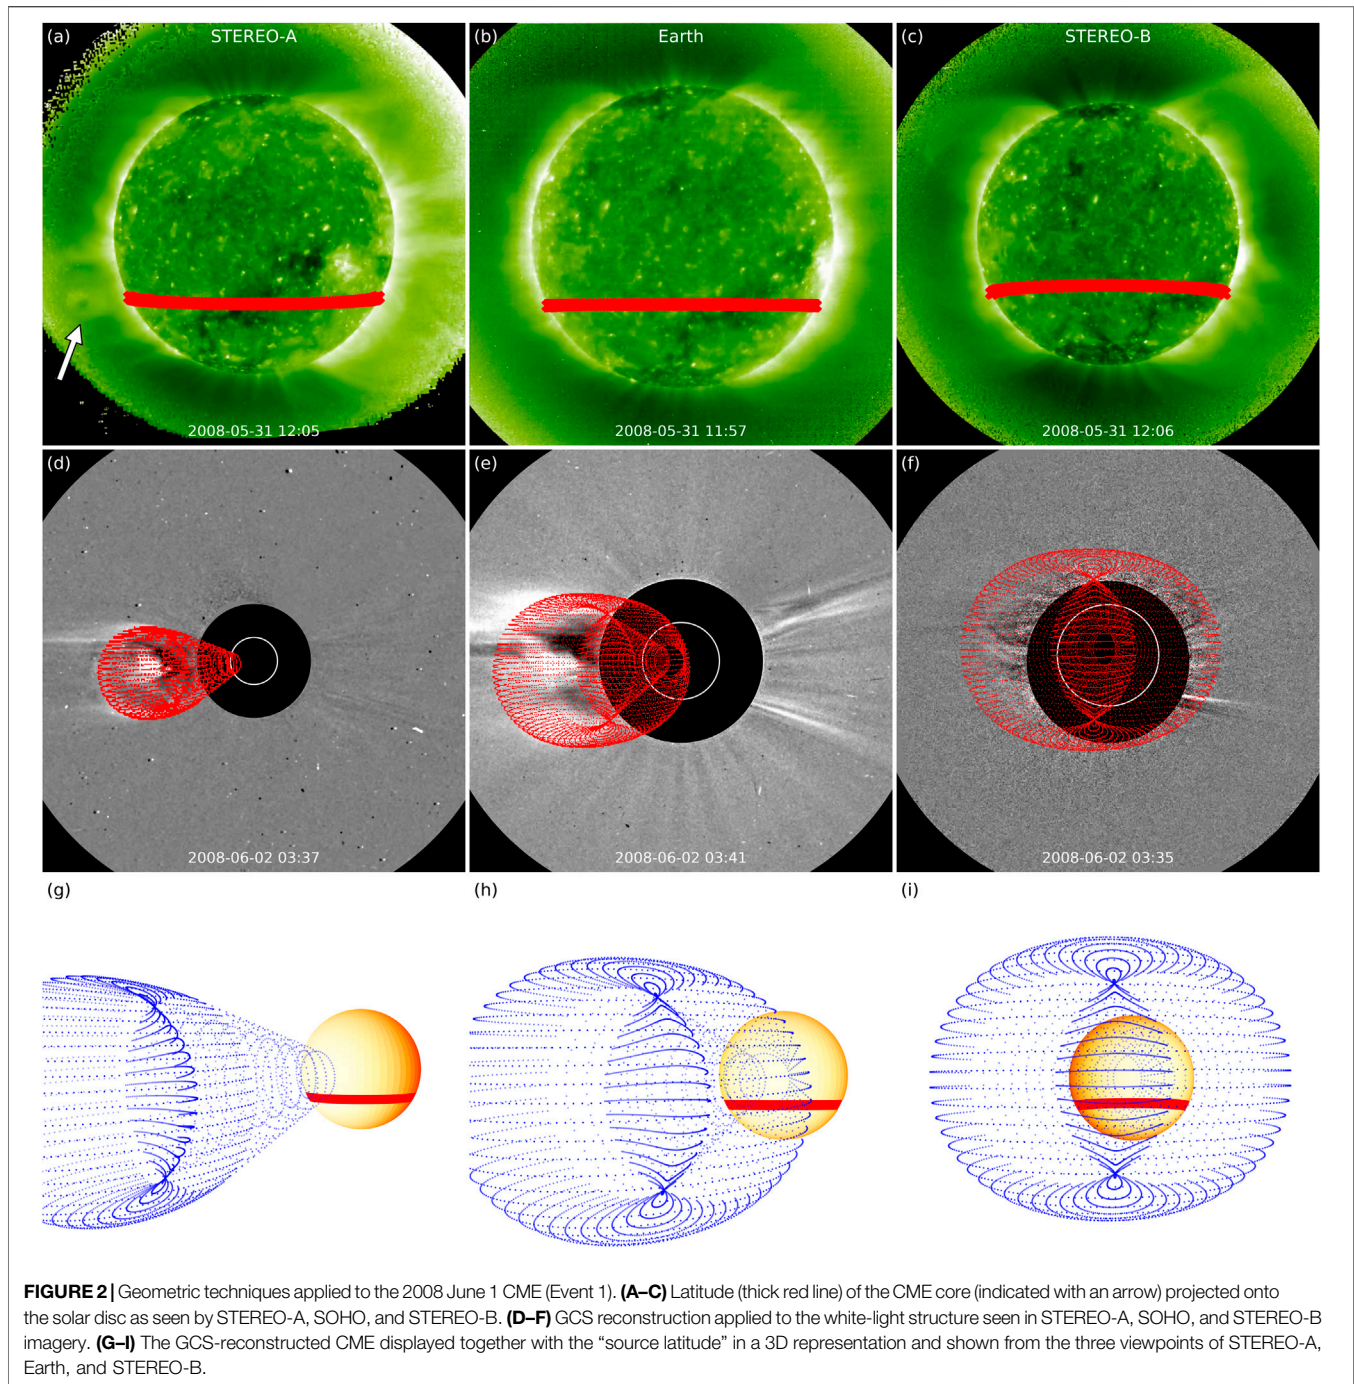 (a) STEREO-A
(b) Earth
(c) STEREO-B
2008-05-31 12:05
2008-05-31 11:57
2008-05-31 12:06
(d)
(e)
(f)
2008-06-02 03:37
2008-06-02 03:41
2008-06-02 03:35
(g)
(h)
(i)
FIGURE 2 | Geometric techniques applied to the 2008 June 1 CME (Event 1). (A–C) Latitude (thick red line) of the CME core (indicated with an arrow) projected onto
the solar disc as seen by STEREO-A, SOHO, and STEREO-B. (D–F) GCS reconstruction applied to the white-light structure seen in STEREO-A, SOHO, and STEREO-B
imagery. (G–I) The GCS-reconstructed CME displayed together with the “source latitude” in a 3D representation and shown from the three viewpoints of STEREO-A,
Earth, and STEREO-B.